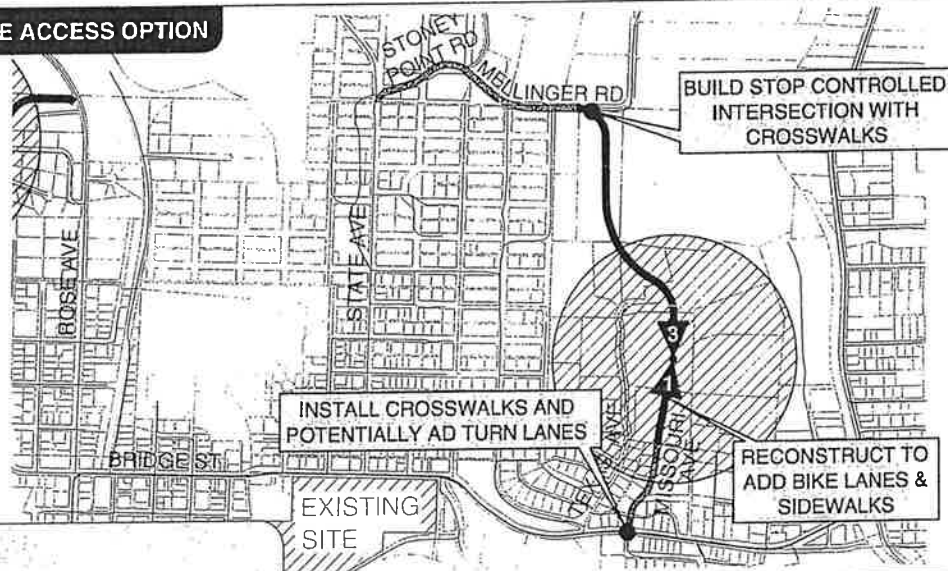 E ACCESS OPTION
STONEY
POINT RD
MELLINGER RD
BUILD STOP CONTROLLED
INTERSECTION WITH
CROSSWALKS
ROSE AVE
STATE AVE
3
INSTALL CROSSWALKS AND
POTENTIALLY AD TURN LANES
AVE
MISSOURI
AVE
BRIDGE ST
RECONSTRUCT TO
ADD BIKE LANES &
SIDEWALKS
EXISTING
SITE